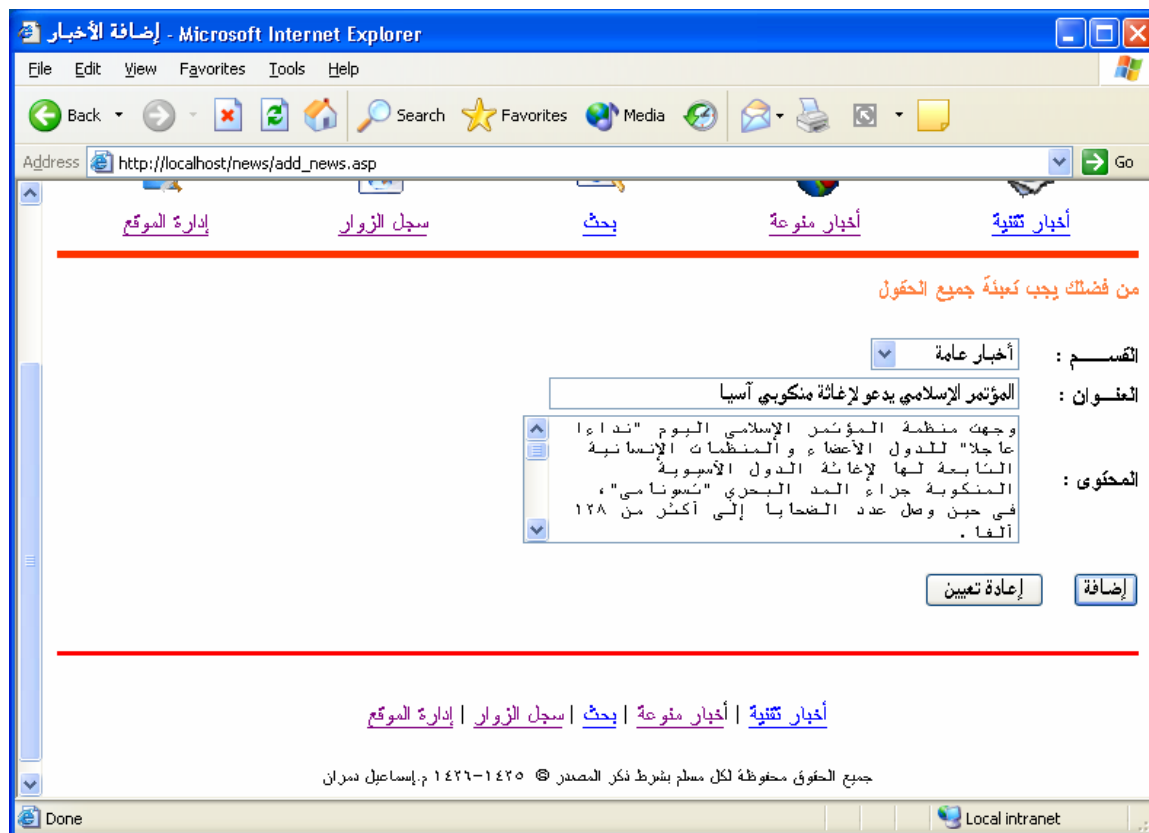 إضافة الأخبار - Microsoft Internet Explorer
File Edit View Favorites Tools Help
Back Search Favorites Media
Address http://localhost/news/add_news.asp Go
أخبار تقنية أخبار منوعة بحث سجل الزوار إدارة الموقع
من فضلك يجب تعبئة جميع الحقول
القســـم : أخبار عامة
العنــوان : المؤتمر الإسلامي يدعو لإغاثة منكوبي آسيا
المحتوى :
وجهت منظمة المؤتمر الإسلامي اليوم "نداءا
عاجلا" للدول الأعضاء والمنظمات الإنسانية
التابعة لها لإغاثة الدول الآسيوية
المنكوبة جراء المد البحري "تسونامي"،
في حين وصل عدد الضحايا إلى أكثر من ١٢٨
ألفا .
إضافة إعادة تعيين
أخبار تقنية | أخبار منوعة | بحث | سجل الزوار | إدارة الموقع
جميع الحقوق محفوظة لكل مسلم بشرط ذكر المصدر © ١٤٢٥-١٤٢٦ م.إسماعيل دمران
Done Local intranet